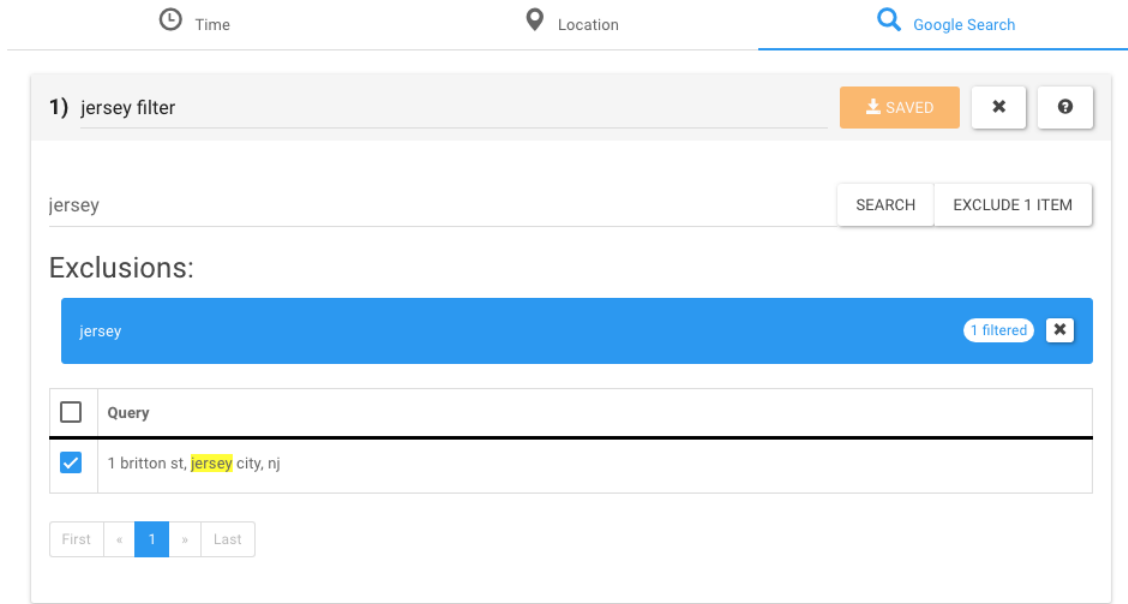 Time
Location
Google Search
1) jersey filter
SAVED
jersey
SEARCH
EXCLUDE 1 ITEM
Exclusions:
jersey
1 filtered
Query
1 britton st, jersey city, nj
First « 1 » Last